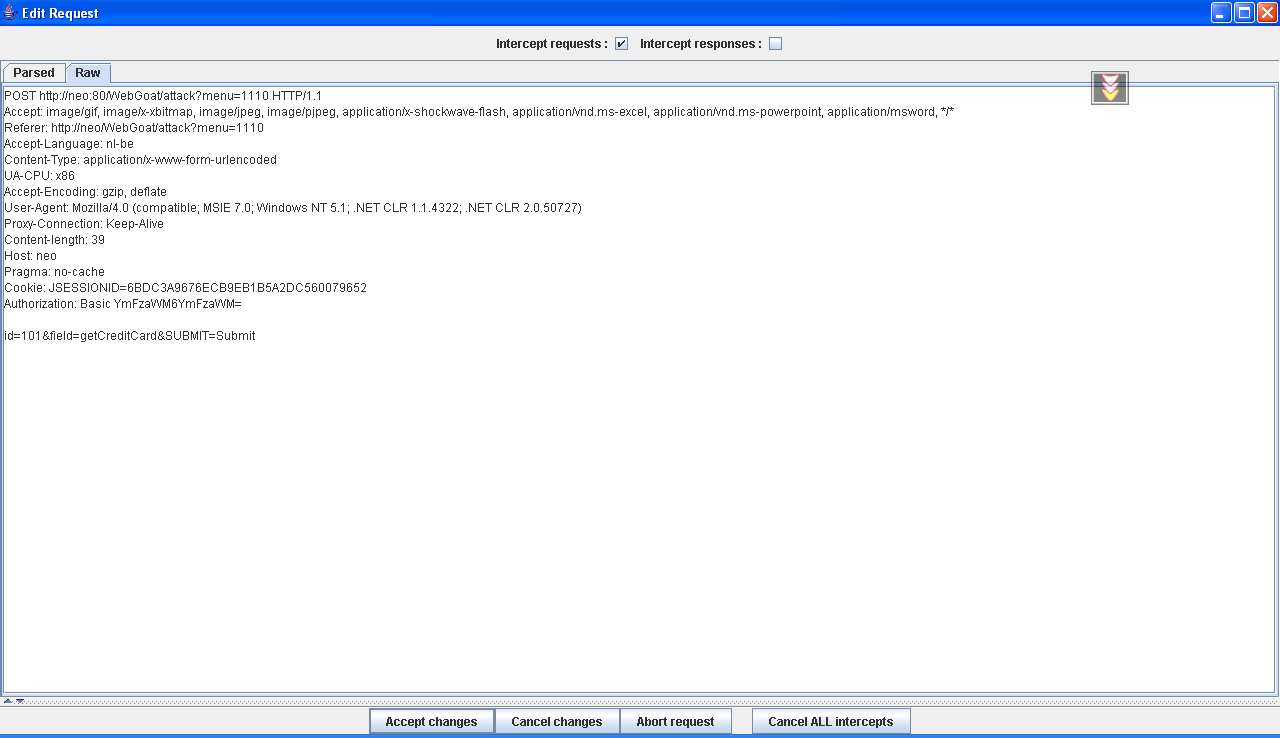 Edit Request
Intercept requests : Intercept responses :
Parsed Raw
POST http://neo:80/WebGoat/attack?menu=1110 HTTP/1.1
Accept: image/gif, image/x-xbitmap, image/jpeg, image/pjpeg, application/x-shockwave-flash, application/vnd.ms-excel, application/vnd.ms-powerpoint, application/msword, */*
Referer: http://neo/WebGoat/attack?menu=1110
Accept-Language: nl-be
Content-Type: application/x-www-form-urlencoded
UA-CPU: x86
Accept-Encoding: gzip, deflate
User-Agent: Mozilla/4.0 (compatible; MSIE 7.0; Windows NT 5.1; .NET CLR 1.1.4322; .NET CLR 2.0.50727)
Proxy-Connection: Keep-Alive
Content-length: 39
Host: neo
Pragma: no-cache
Cookie: JSESSIONID=6BDC3A9676ECB9EB1B5A2DC560079652
Authorization: Basic YmFzaWM6YmFzaWM=
id=101&field=getCreditCard&SUBMIT=Submit
Accept changes Cancel changes Abort request Cancel ALL intercepts